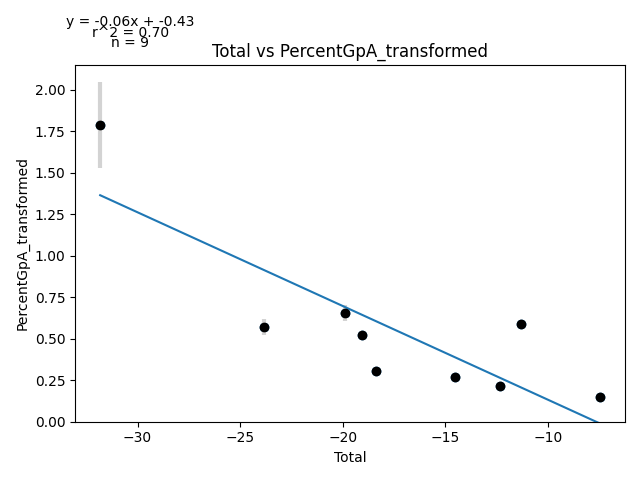 y = -0.06x + -0.43
r^2 = 0.70
n = 9
Total vs PercentGpA_transformed
2.00
1.75
1.50
1.25
1.00
0.75
0.50
0.25
0.00
PercentGpA_transformed
−30
−25
−20
−15
−10
Total